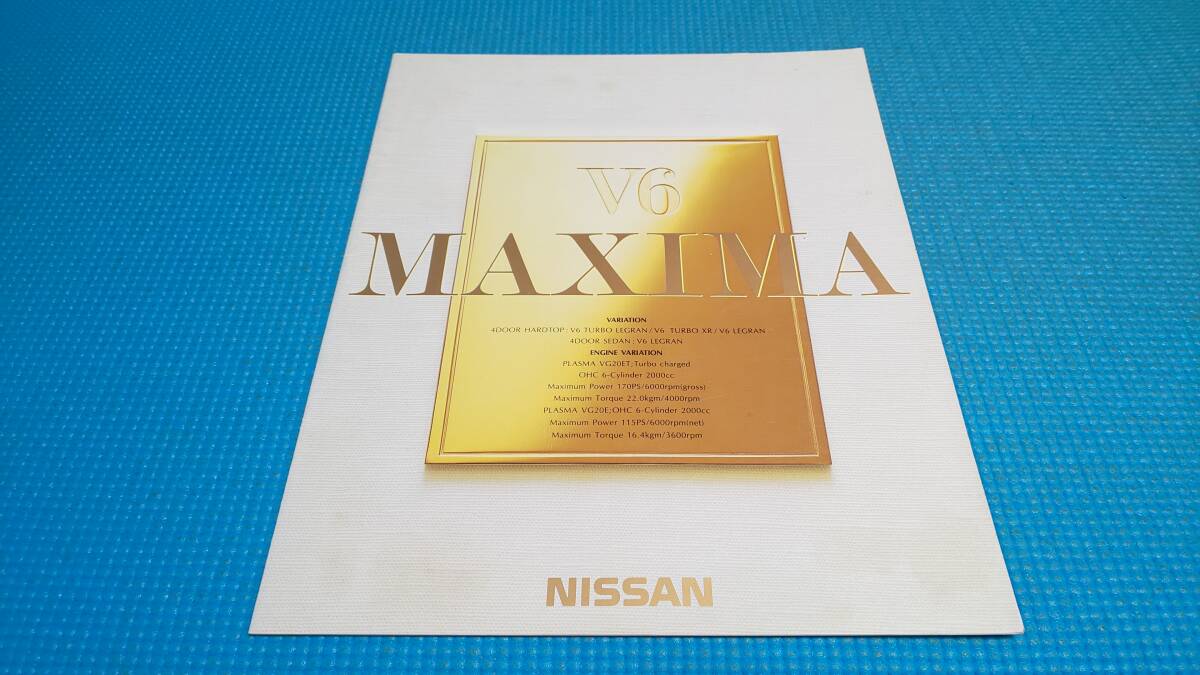 V6
MAXIMA
VARIATION
4DOOR HARDTOP: V6 TURBO LEGRAN/V6 TURBO XR/V6 LEGRAN
4DOOR SEDAN: V6 LEGRAN
ENGINE VARIATION
PLASMA VG20ET; Turbo charged
OHC 6-Cylinder 2000cc
Maximum Power 170PS/6000rpm(gross)
Maximum Torque 22.0kgm/4000rpm
PLASMA VG20E; OHC 6-Cylinder 2000cc
Maximum Power 115PS/6000rpm(net)
Maximum Torque 16.4kgm/3600rpm
NISSAN